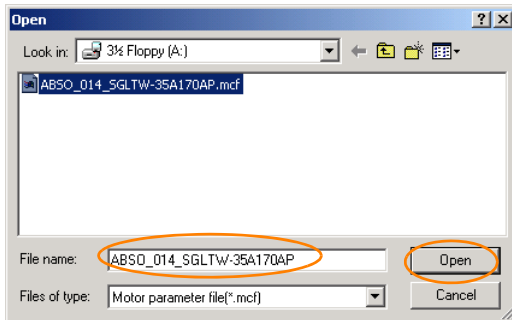 Open
Look in: 3½ Floppy (A:)
ABSO_014_SGLTW-35A170AP.mcf
File name: ABSO_014_SGLTW-35A170AP Open
Files of type: Motor parameter file(*.mcf) Cancel